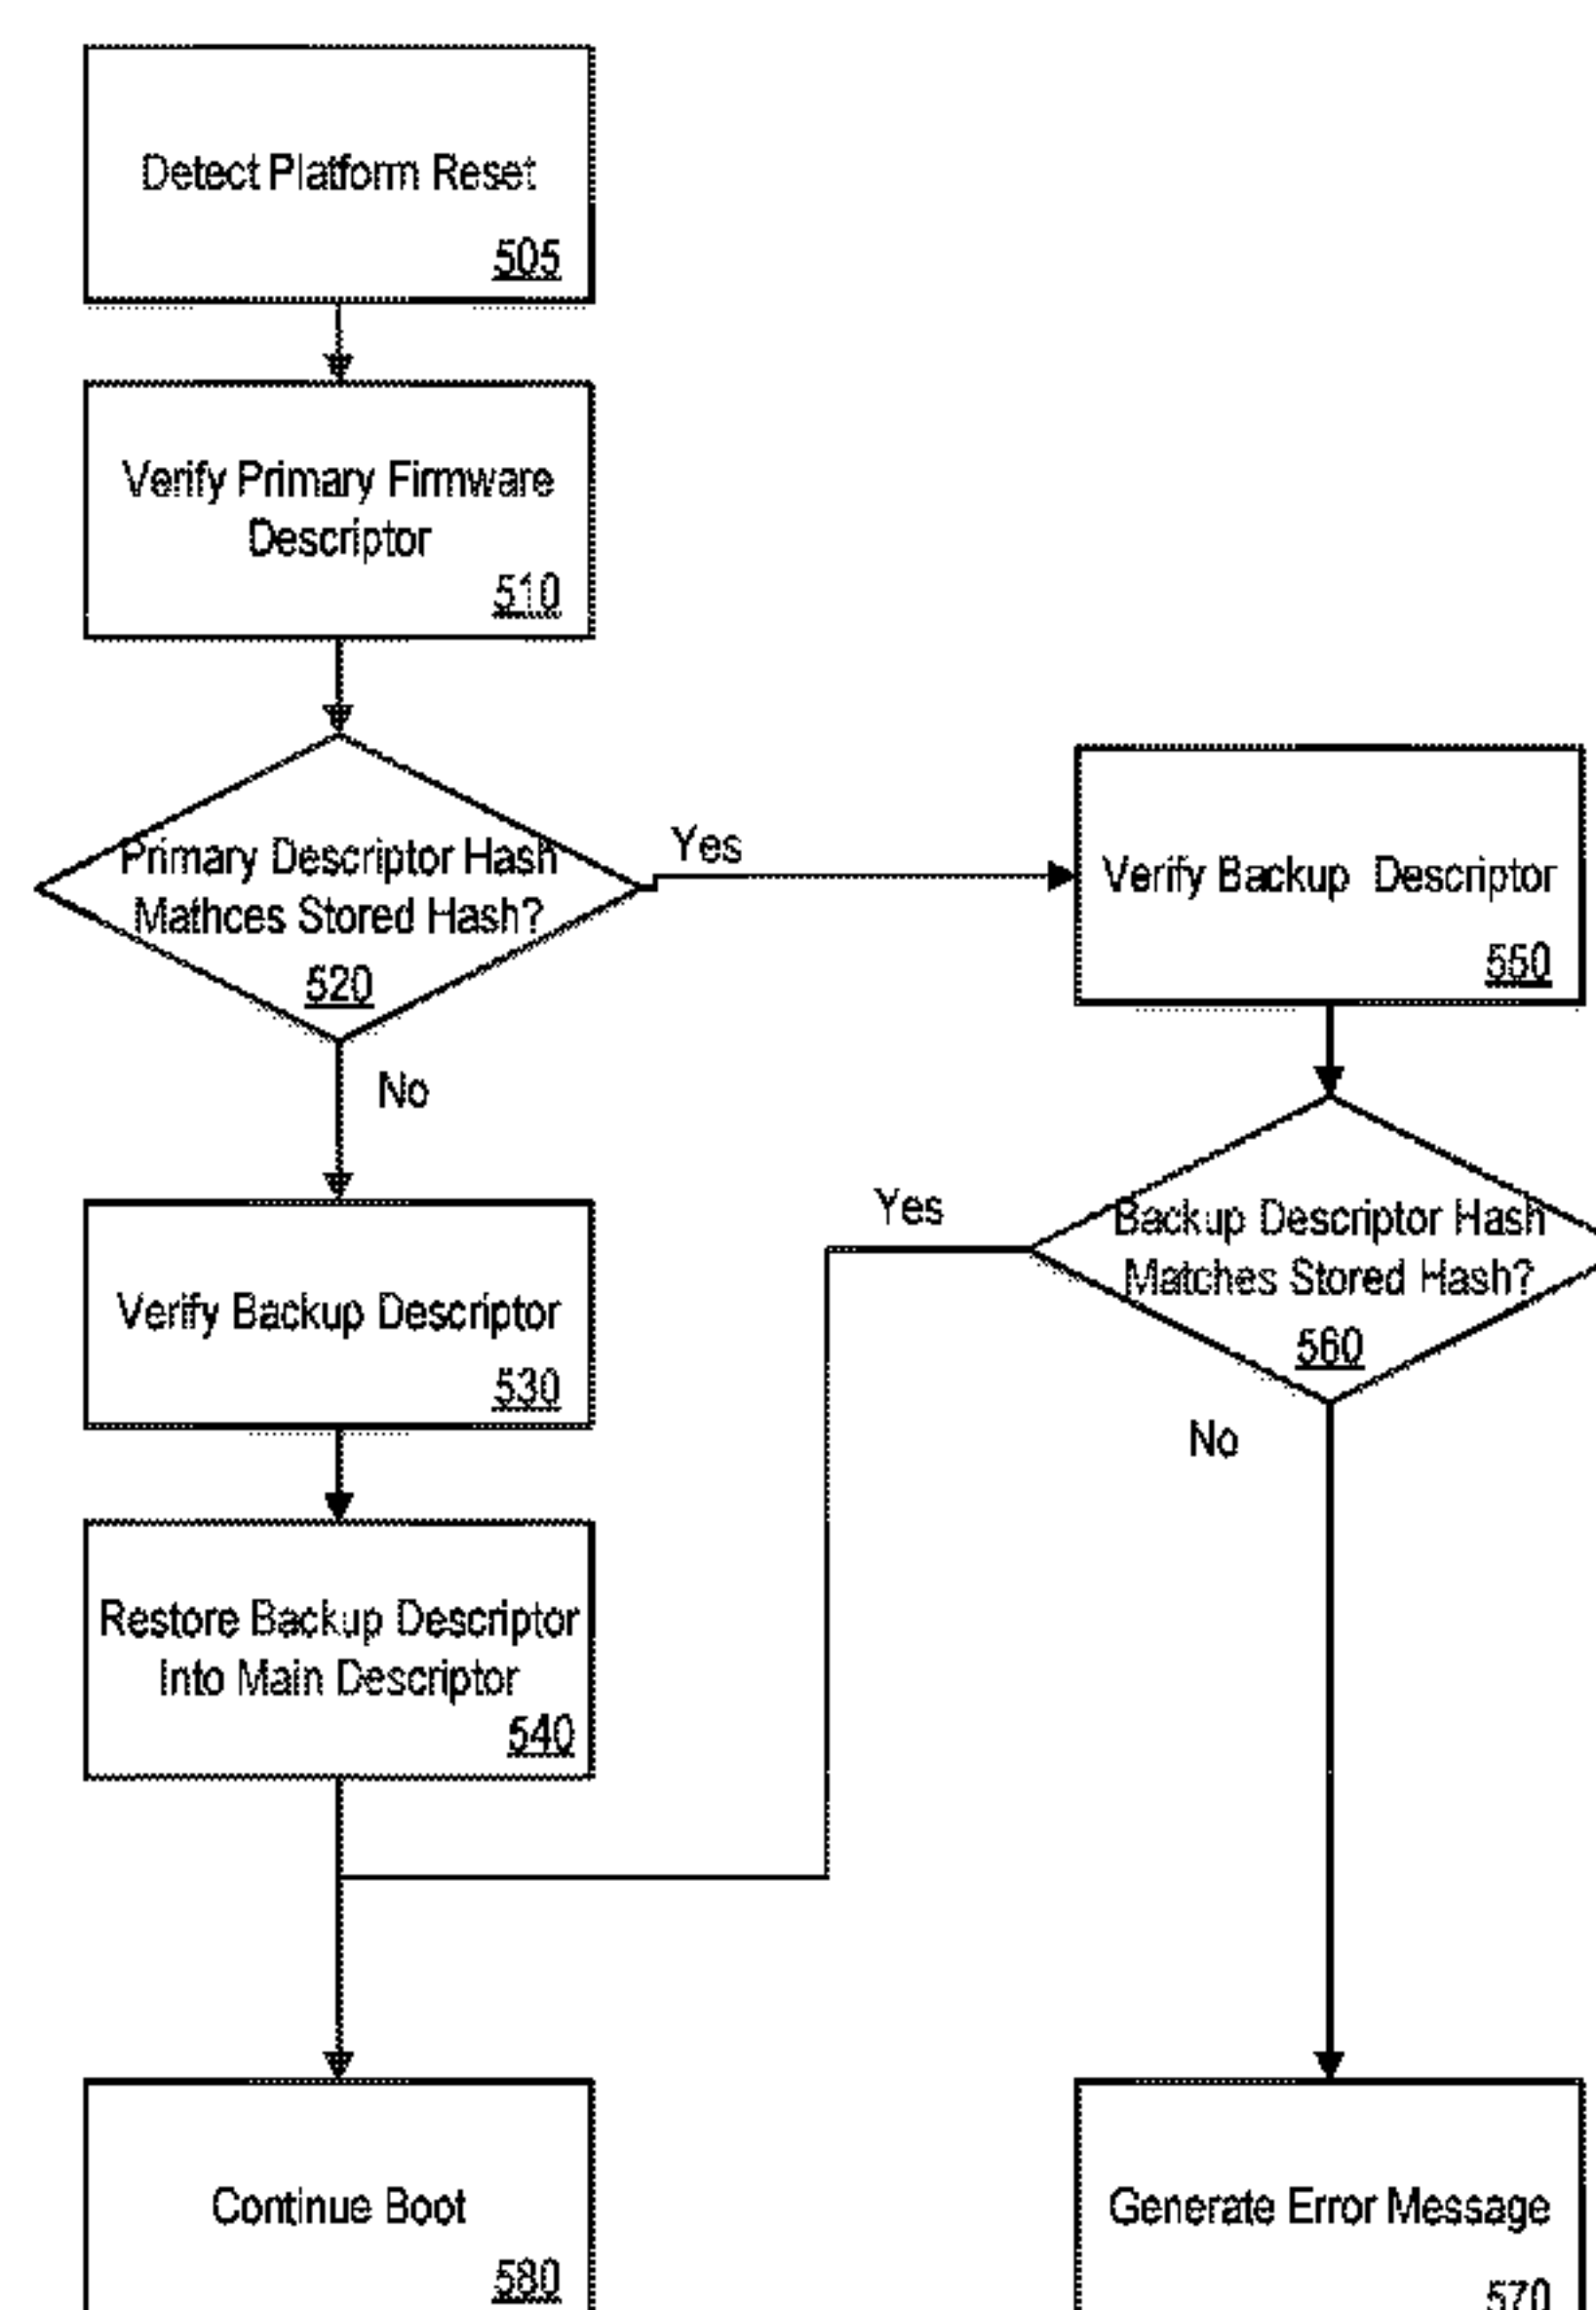 Detect Platform Reset
505
Verify Primary Firmware
Descriptor
510
Primary Descriptor Hash
Mathces Stored Hash?
520
Yes
No
Verify Backup Descriptor
550
Backup Descriptor Hash
Matches Stored Hash?
560
Yes
No
Verify Backup Descriptor
530
Restore Backup Descriptor
Into Main Descriptor
540
Continue Boot
580
Generate Error Message
570